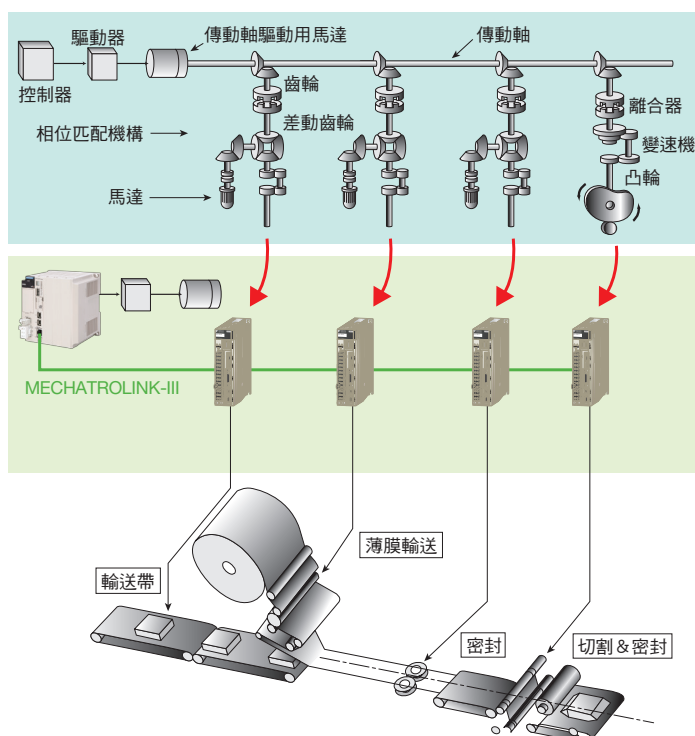 驅動器
傳動軸驅動用馬達
傳動軸
控制器
齒輪
離合器
相位匹配機構
差動齒輪
變速機
凸輪
馬達
MECHATROLINK-III
薄膜輸送
輸送帶
密封
切割&密封